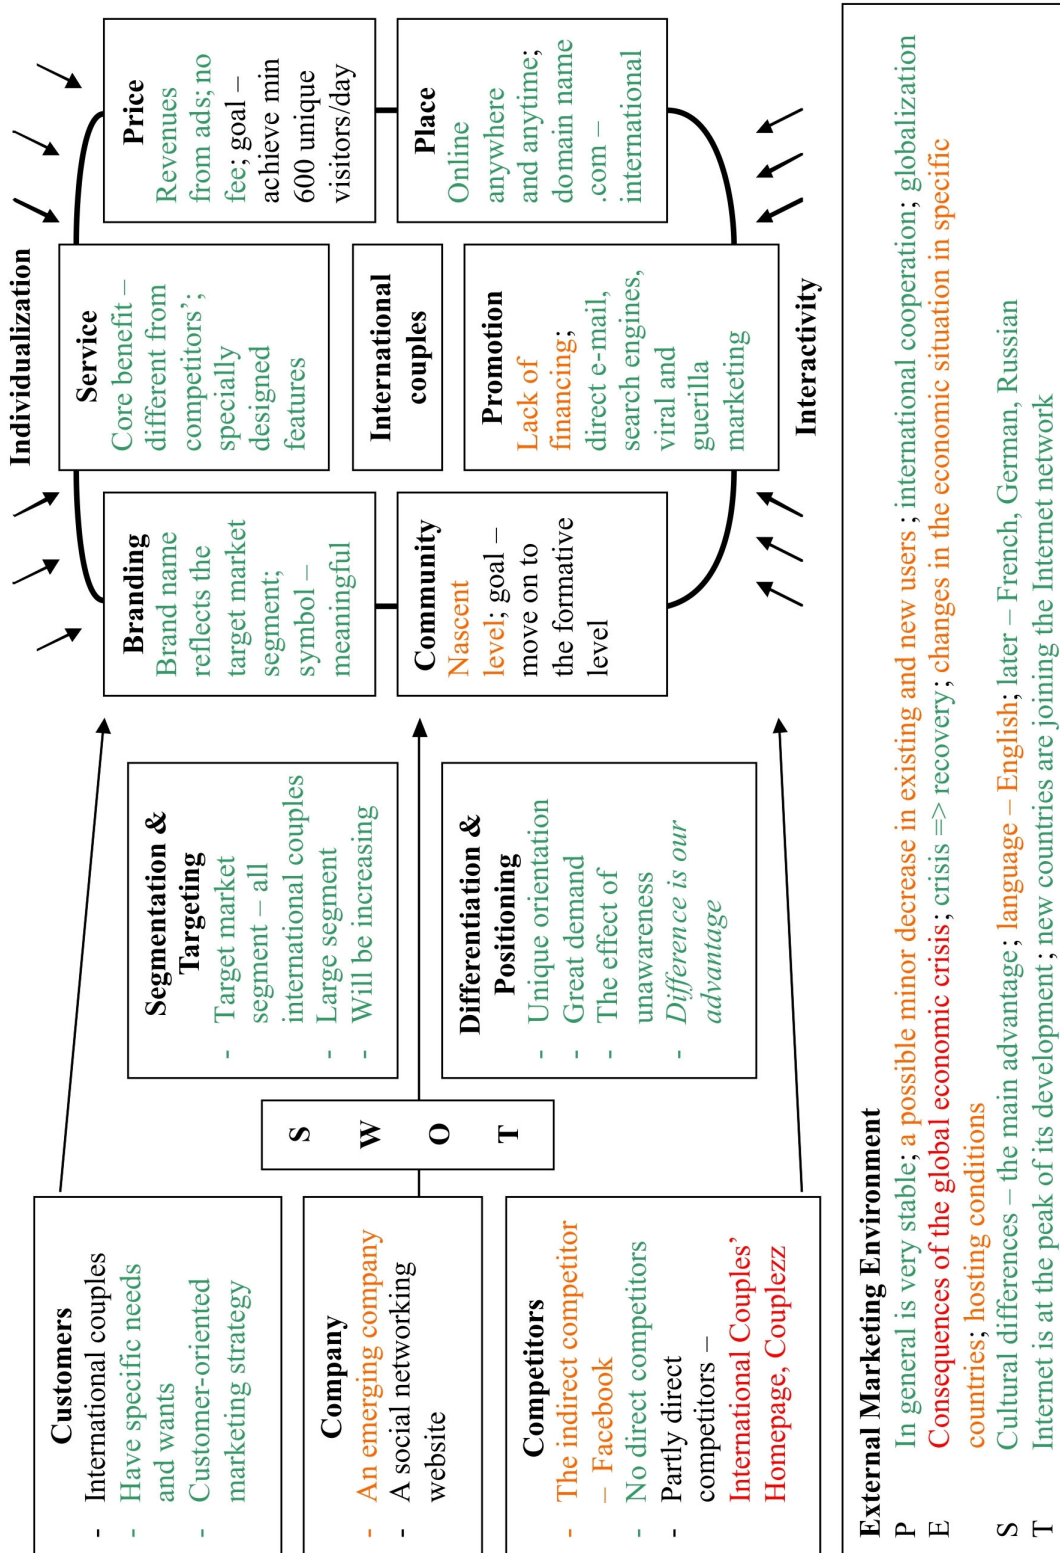 Customers
- International couples
- Have specific needs
and wants
- Customer-oriented
marketing strategy
Company
- An emerging company
- A social networking
website
Competitors
- The indirect competitor
– Facebook
- No direct competitors
- Partly direct
competitors –
International Couples’
Homepage, Couplezz
S
W
O
T
Segmentation &
Targeting
- Target market
segment – all
international couples
- Large segment
- Will be increasing
Differentiation &
Positioning
- Unique orientation
- Great demand
- The effect of
unawareness
- Difference is our
advantage
Individualization
Branding
Brand name
reflects the
target market
segment;
symbol –
meaningful
Service
Core benefit –
different from
competitors’;
specially
designed
features
Price
Revenues
from ads; no
fee; goal –
achieve min
600 unique
visitors/day
International
couples
Community
Nascent
level; goal –
move on to
the formative
level
Promotion
Lack of
financing;
direct e-mail,
search engines,
viral and
guerilla
marketing
Place
Online
anywhere
and anytime;
domain name
.com –
international
Interactivity
External Marketing Environment
P In general is very stable; a possible minor decrease in existing and new users ; international cooperation; globalization
E Consequences of the global economic crisis; crisis => recovery; changes in the economic situation in specific
countries; hosting conditions
S Cultural differences – the main advantage; language – English; later – French, German, Russian
T Internet is at the peak of its development; new countries are joining the Internet network